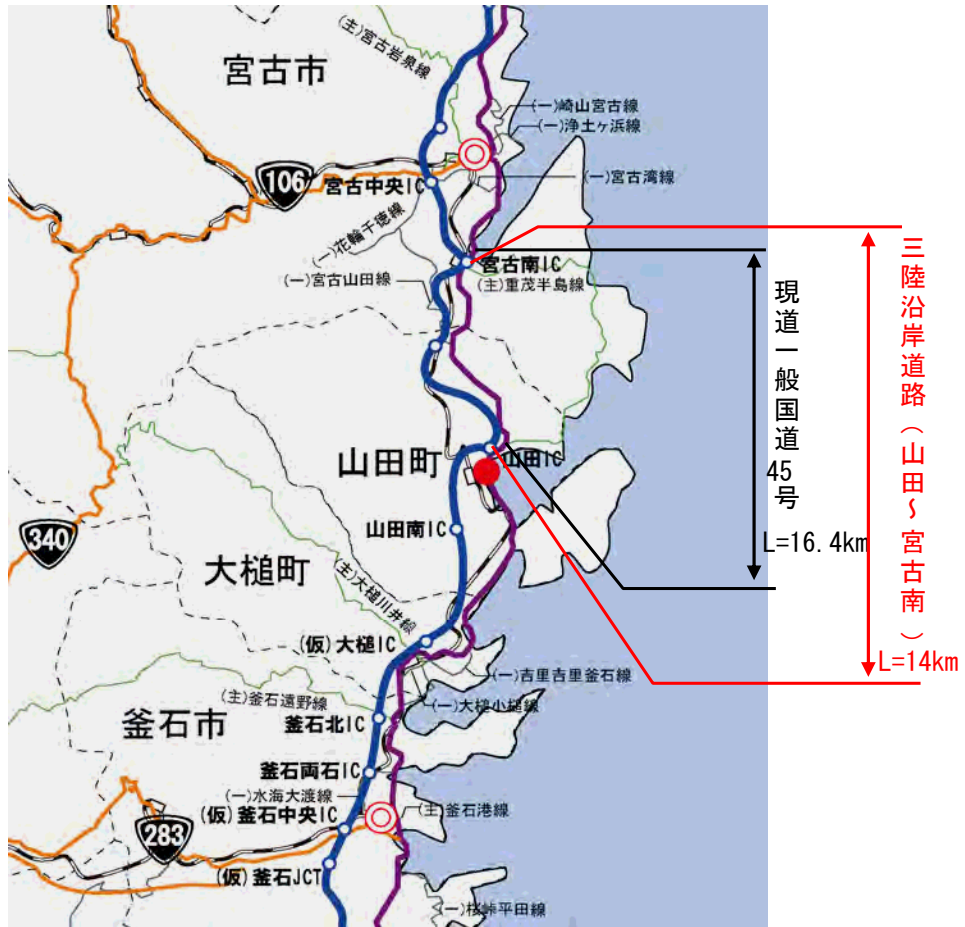 (主)宮古岩泉線
宮古市
(一)崎山宮古線
(一)浄土ヶ浜線
106
宮古中央IC
(一)宮古湾線
(一)花輪千徳線
(一)宮古山田線
宮古南IC
(主)重茂半島線
山田町
山田IC
山田南IC
340
大槌町
(主)大槌川井線
(仮)大槌IC
(一)吉里吉里釜石線
(一)大槌小槌線
(主)釜石遠野線
釜石市
釜石北IC
釜石両石IC
(一)水海大渡線
(仮)釜石中央IC
(主)釜石港線
283
(仮)釜石JCT
(一)桜峠平田線
現道一般国道45号
L=16.4km
三陸沿岸道路(山田~宮古南)
L=14km